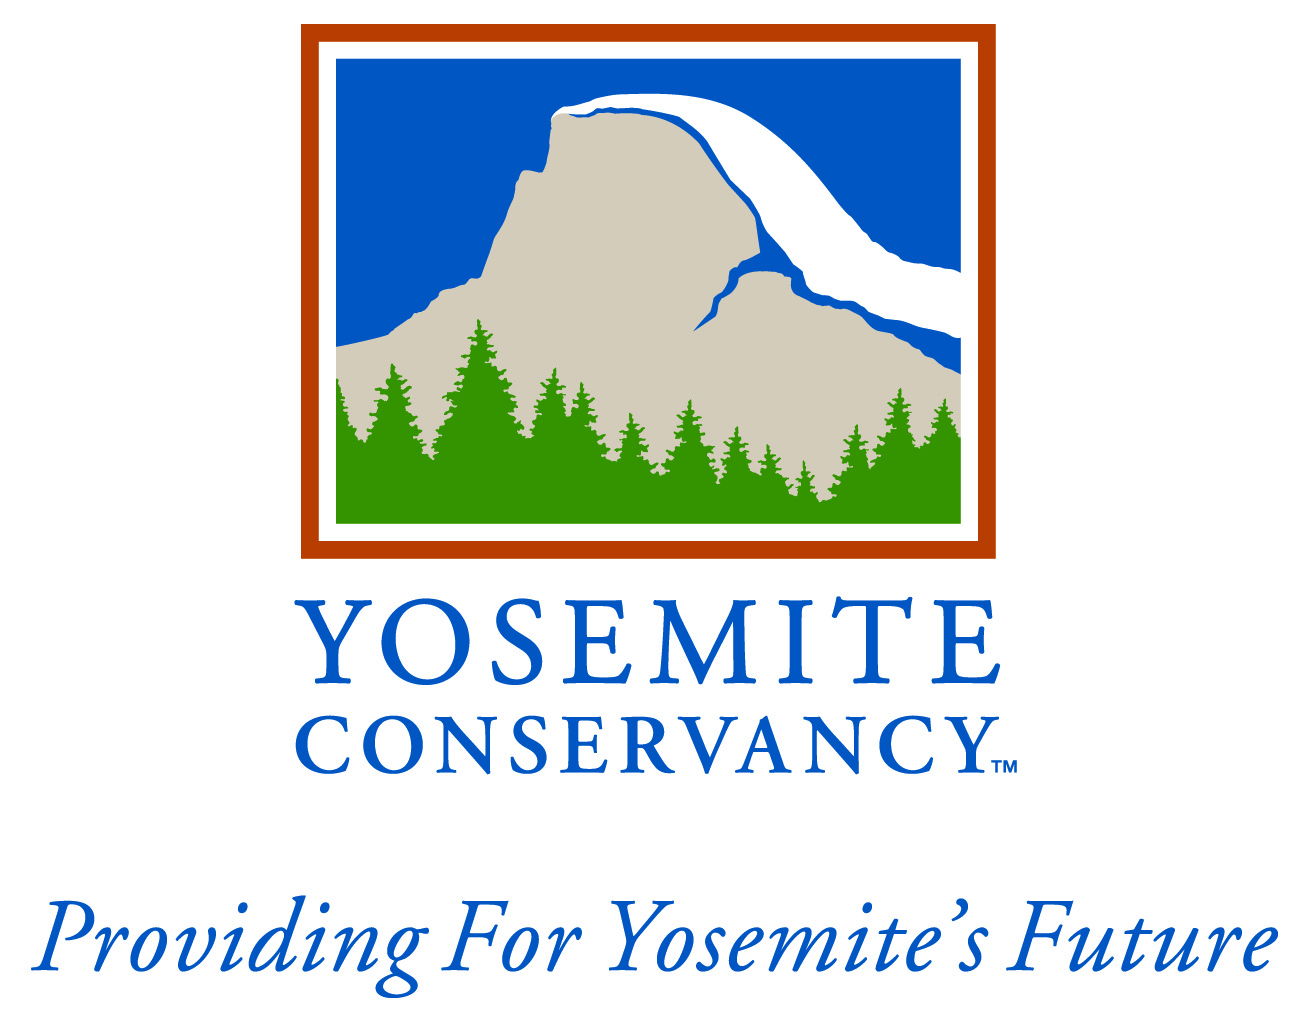 YOSEMITE
CONSERVANCY™
Providing For Yosemite’s Future